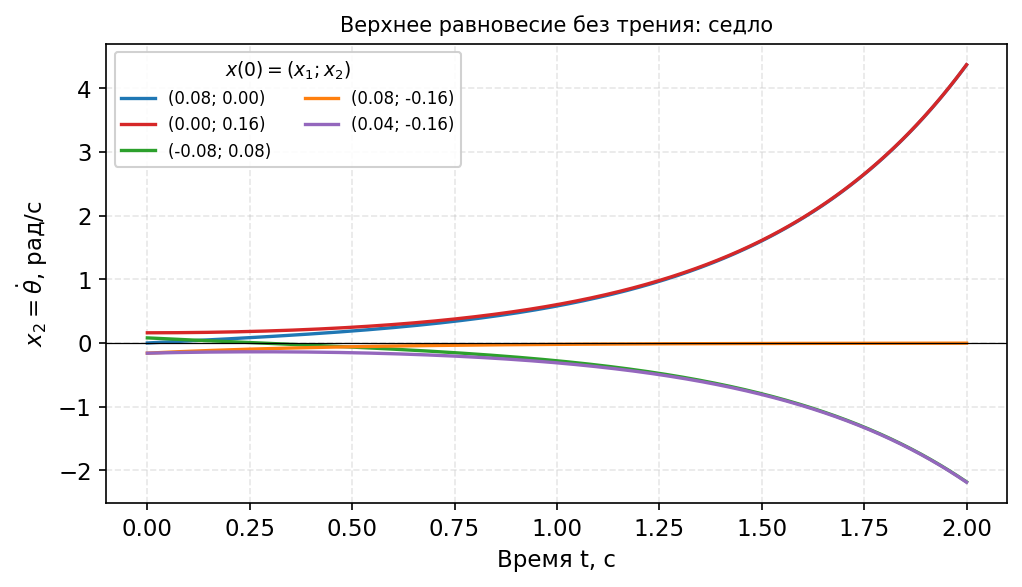 Верхнее равновесие без трения: седло
x(0) = (x₁; x₂)
(0.08; 0.00)
(0.00; 0.16)
(-0.08; 0.08)
(0.08; -0.16)
(0.04; -0.16)
x₂ = θ̇, рад/с
4
3
2
1
0
−1
−2
0.00 0.25 0.50 0.75 1.00 1.25 1.50 1.75 2.00
Время t, с